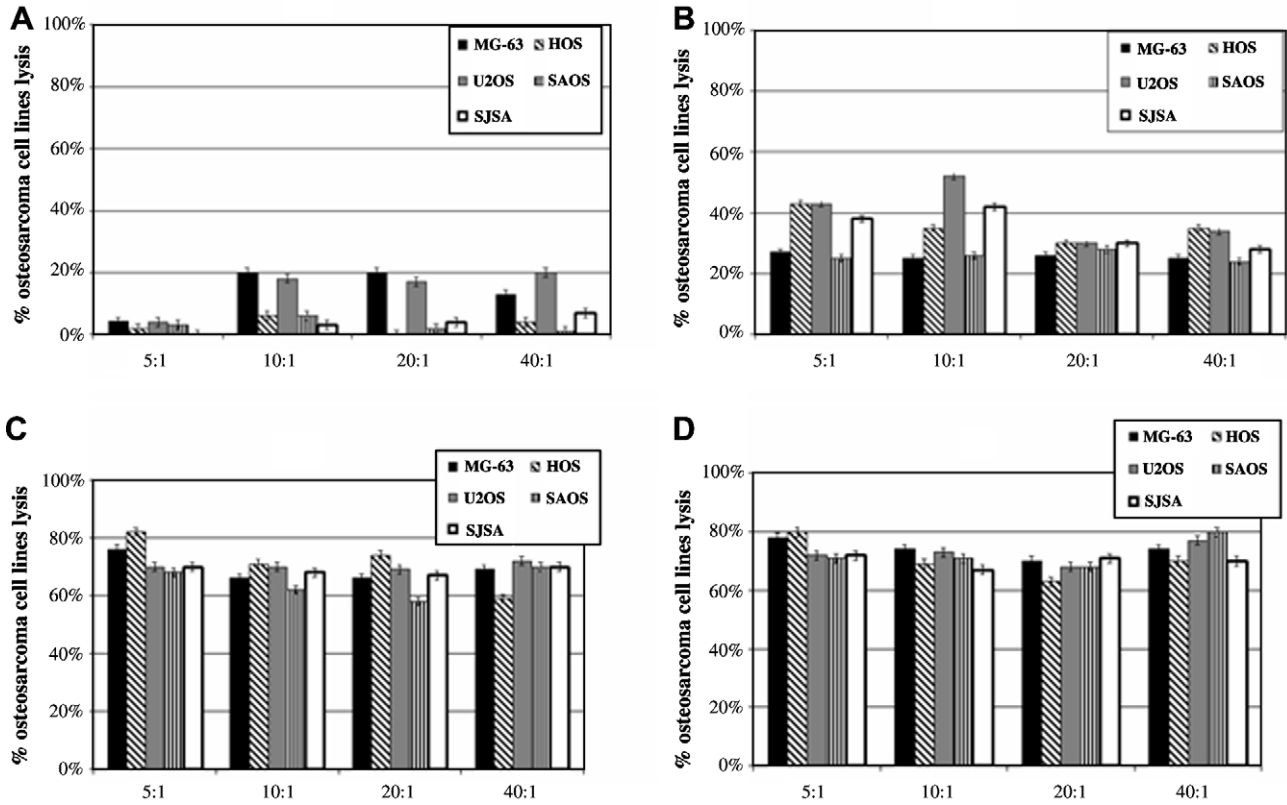 A
% osteosarcoma cell lines lysis
100%
80%
60%
40%
20%
0%
MG-63 HOS
U2OS SAOS
SJSA
5:1 10:1 20:1 40:1
B
% osteosarcoma cell lines lysis
100%
80%
60%
40%
20%
0%
MG-63 HOS
U2OS SAOS
SJSA
5:1 10:1 20:1 40:1
C
% osteosarcoma cell lines lysis
100%
80%
60%
40%
20%
0%
MG-63 HOS
U2OS SAOS
SJSA
5:1 10:1 20:1 40:1
D
% osteosarcoma cell lines lysis
100%
80%
60%
40%
20%
0%
MG-63 HOS
U2OS SAOS
SJSA
5:1 10:1 20:1 40:1